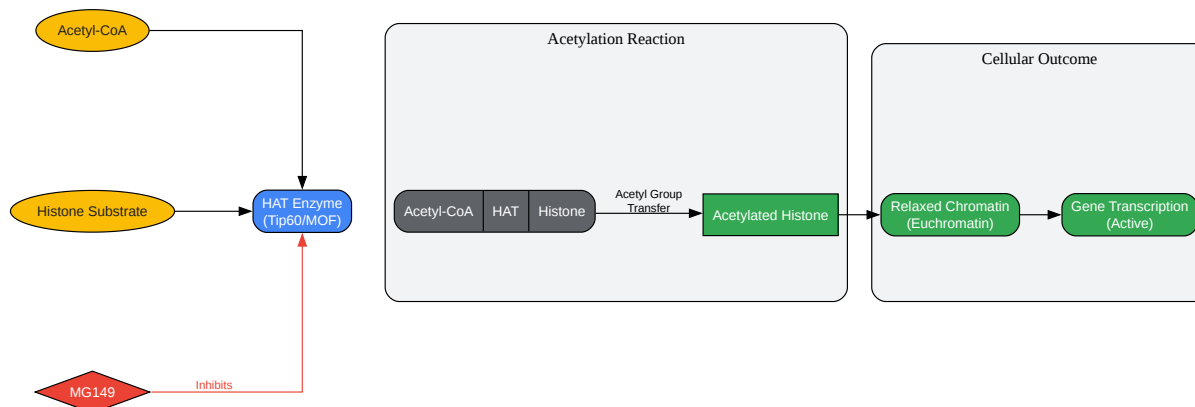 Acetyl-CoA
Histone Substrate
MG149
Inhibits
HAT Enzyme
(Tip60/MOF)
Acetylation Reaction
Acetyl-CoA
HAT
Histone
Acetyl Group
Transfer
Acetylated Histone
Cellular Outcome
Relaxed Chromatin
(Euchromatin)
Gene Transcription
(Active)